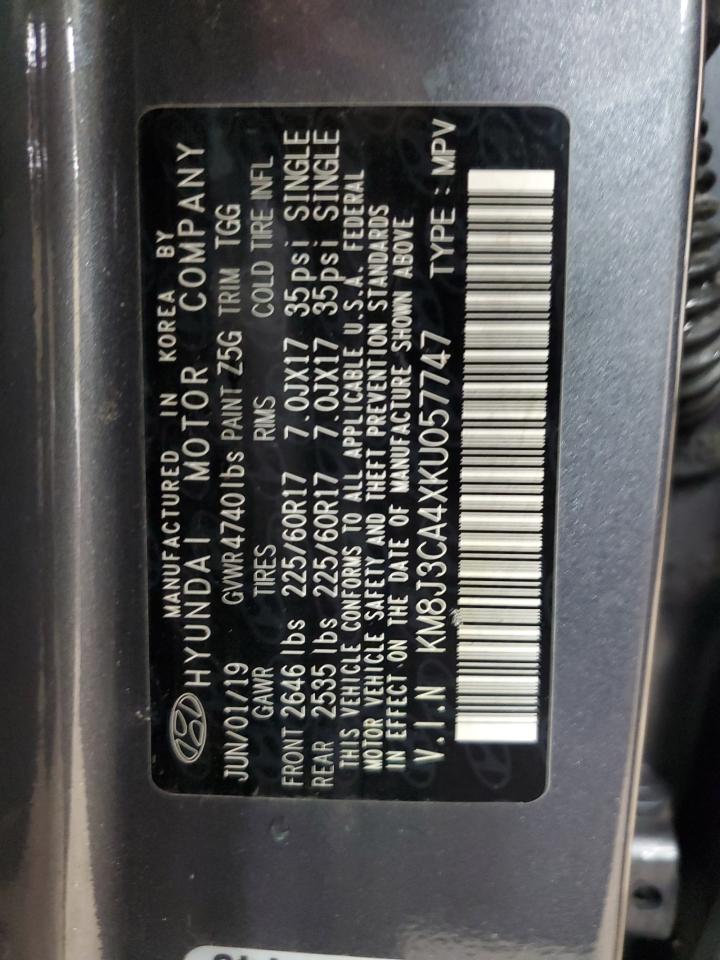 MANUFACTURED IN KOREA BY
HYUNDAI MOTOR COMPANY
JUN/01/19 GVWR 4740 lbs PAINT Z5G TRIM TGG
GAWR TIRES RIMS COLD TIRE INFL
FRONT 2646 lbs 225/60R17 7.0JX17 35psi SINGLE
REAR 2535 lbs 225/60R17 7.0JX17 35psi SINGLE
THIS VEHICLE CONFORMS TO ALL APPLICABLE U.S.A. FEDERAL
MOTOR VEHICLE SAFETY AND THEFT PREVENTION STANDARDS
IN EFFECT ON THE DATE OF MANUFACTURE SHOWN ABOVE
V.I.N KM8J3CA4XKU057747 TYPE : MPV